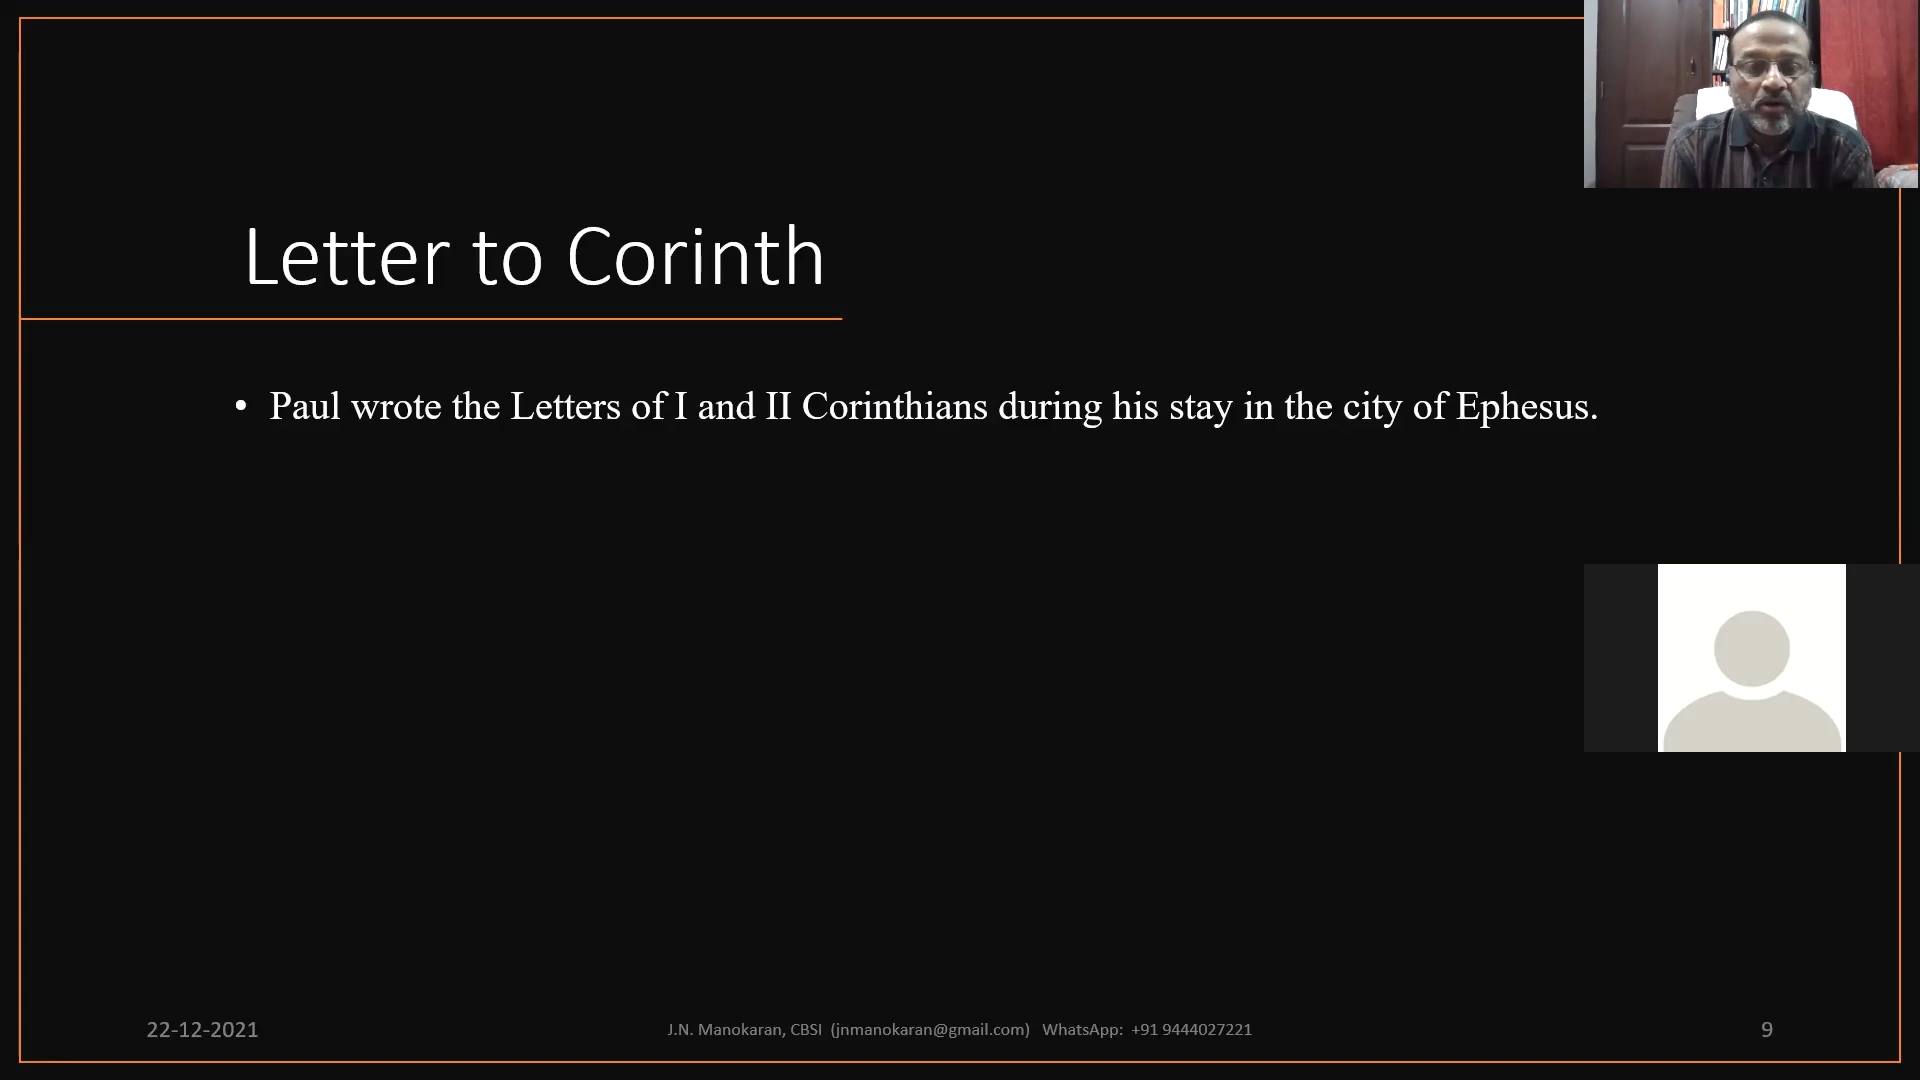 Letter to Corinth
• Paul wrote the Letters of I and II Corinthians during his stay in the city of Ephesus.
22-12-2021
J.N. Manokaran, CBSI (jnmanokaran@gmail.com) WhatsApp: +91 9444027221
9